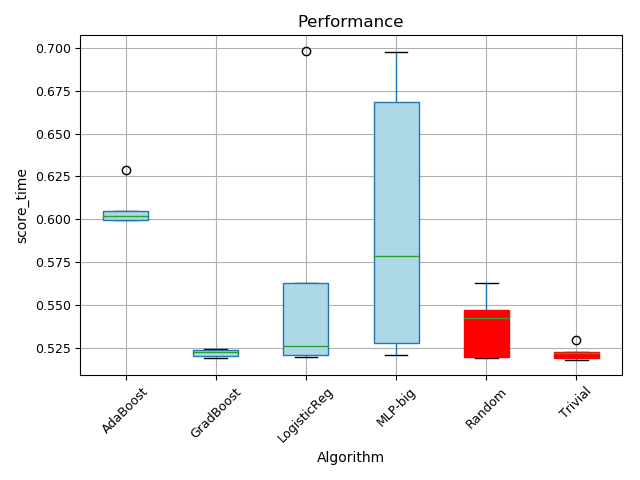 Performance
0.700
0.675
0.650
0.625
0.600
0.575
0.550
0.525
score_time
AdaBoost
GradBoost
LogisticReg
MLP-big
Random
Trivial
Algorithm